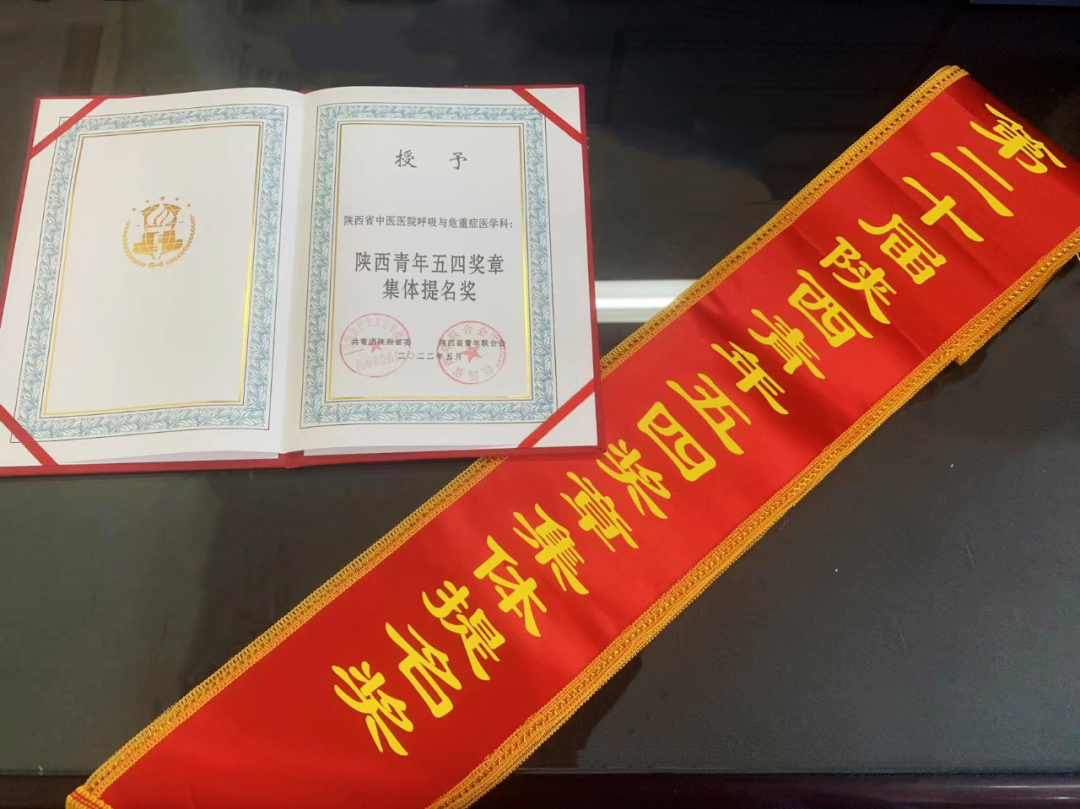 授 予
陕西省中医医院呼吸与危重症医学科:
陕西青年五四奖章
集体提名奖
共青团陕西省委 陕西省青年联合会
二〇二二年五月
第二十届陕西青年五四奖章集体提名奖